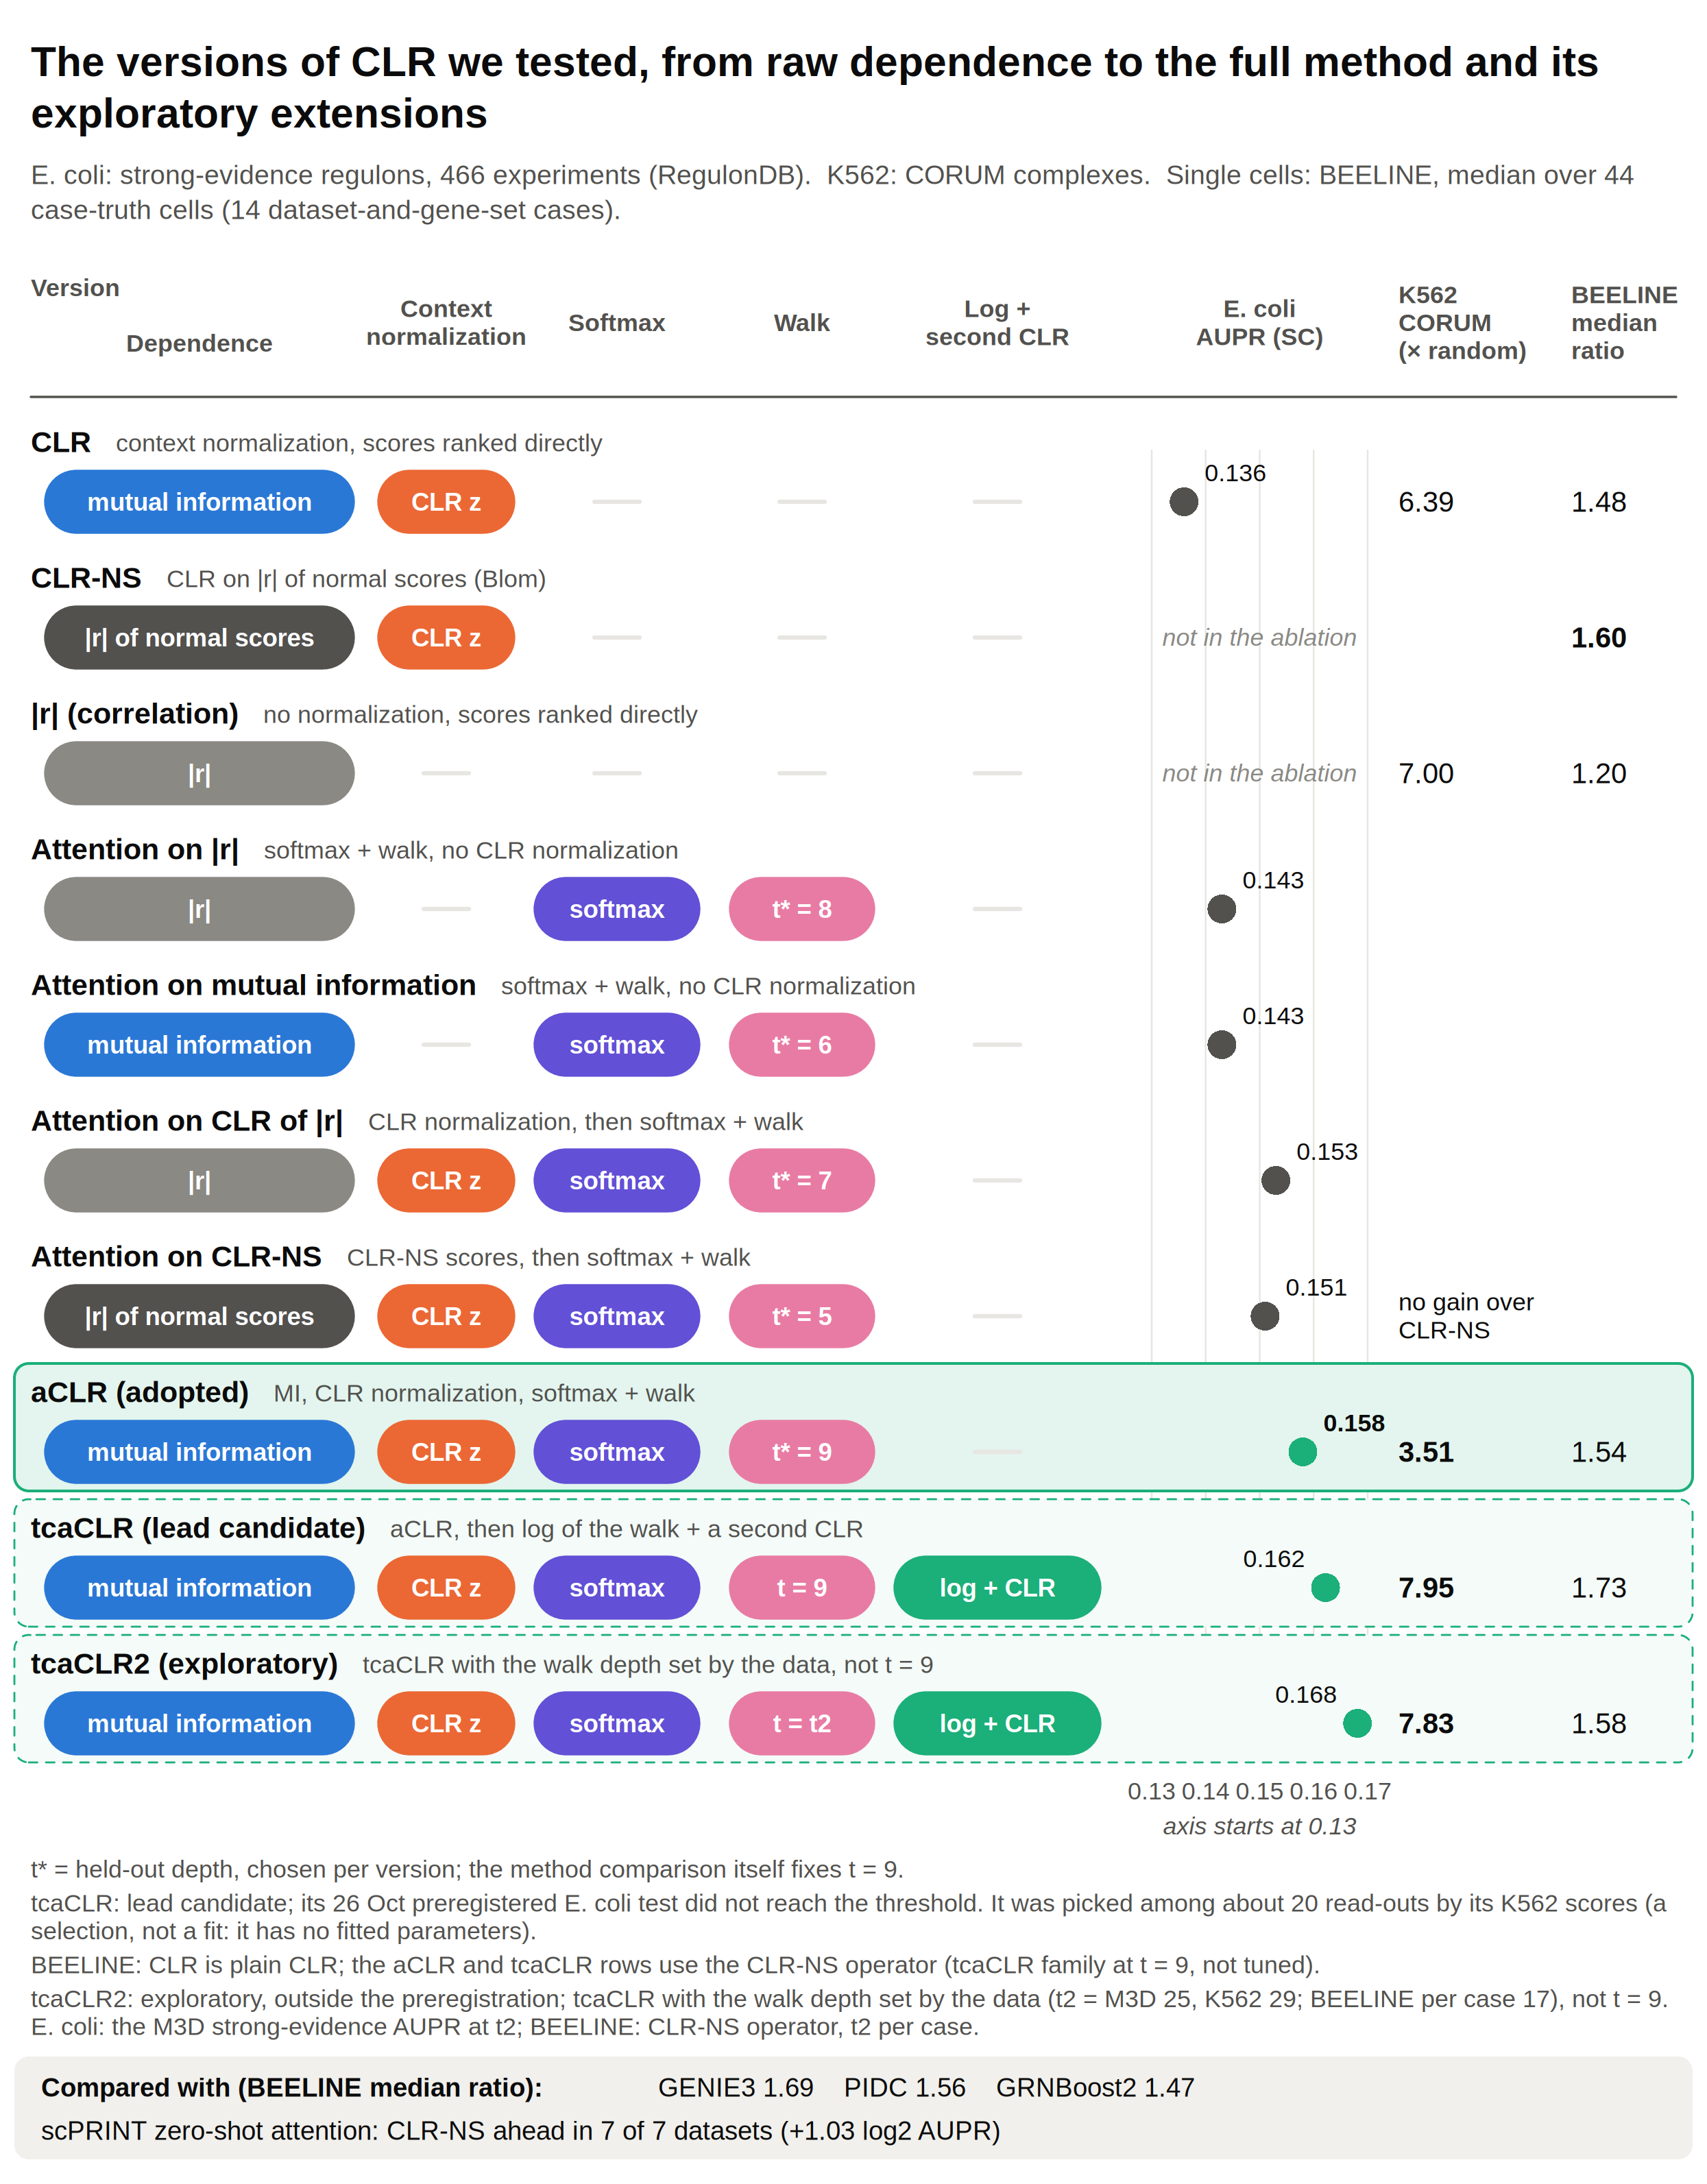 The versions of CLR we tested, from raw dependence to the full method and its
exploratory extensions
E. coli: strong-evidence regulons, 466 experiments (RegulonDB).  K562: CORUM complexes.  Single cells: BEELINE, median over 44
case-truth cells (14 dataset-and-gene-set cases).
Version
Dependence
Context
normalization
Softmax
Walk
Log +
second CLR
E. coli
AUPR (SC)
K562
CORUM
(× random)
BEELINE
median
ratio
CLR context normalization, scores ranked directly
mutual information CLR z 0.136 6.39 1.48
CLR-NS CLR on |r| of normal scores (Blom)
|r| of normal scores CLR z not in the ablation 1.60
|r| (correlation) no normalization, scores ranked directly
|r| not in the ablation 7.00 1.20
Attention on |r| softmax + walk, no CLR normalization
|r| softmax t* = 8 0.143
Attention on mutual information softmax + walk, no CLR normalization
mutual information softmax t* = 6 0.143
Attention on CLR of |r| CLR normalization, then softmax + walk
|r| CLR z softmax t* = 7 0.153
Attention on CLR-NS CLR-NS scores, then softmax + walk
|r| of normal scores CLR z softmax t* = 5 0.151 no gain over
CLR-NS
aCLR (adopted) MI, CLR normalization, softmax + walk
mutual information CLR z softmax t* = 9 0.158 3.51 1.54
tcaCLR (lead candidate) aCLR, then log of the walk + a second CLR
mutual information CLR z softmax t = 9 log + CLR 0.162 7.95 1.73
tcaCLR2 (exploratory) tcaCLR with the walk depth set by the data, not t = 9
mutual information CLR z softmax t = t2 log + CLR 0.168 7.83 1.58
0.13 0.14 0.15 0.16 0.17
axis starts at 0.13
t* = held-out depth, chosen per version; the method comparison itself fixes t = 9.
tcaCLR: lead candidate; its 26 Oct preregistered E. coli test did not reach the threshold. It was picked among about 20 read-outs by its K562 scores (a
selection, not a fit: it has no fitted parameters).
BEELINE: CLR is plain CLR; the aCLR and tcaCLR rows use the CLR-NS operator (tcaCLR family at t = 9, not tuned).
tcaCLR2: exploratory, outside the preregistration; tcaCLR with the walk depth set by the data (t2 = M3D 25, K562 29; BEELINE per case 17), not t = 9.
E. coli: the M3D strong-evidence AUPR at t2; BEELINE: CLR-NS operator, t2 per case.
Compared with (BEELINE median ratio): GENIE3 1.69 PIDC 1.56 GRNBoost2 1.47
scPRINT zero-shot attention: CLR-NS ahead in 7 of 7 datasets (+1.03 log2 AUPR)